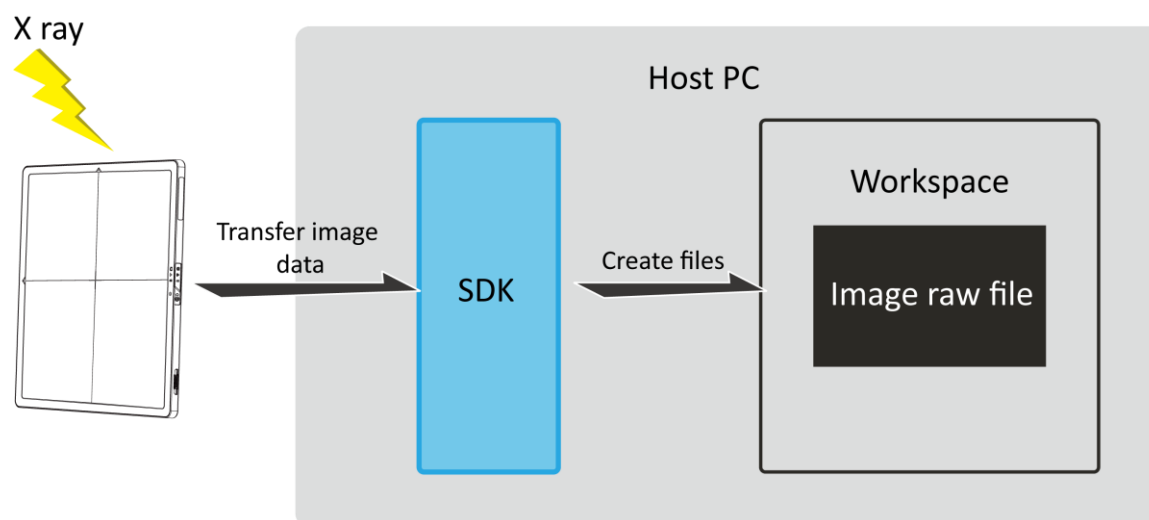 X ray
Host PC
Transfer image
data
SDK
Create files
Workspace
Image raw file